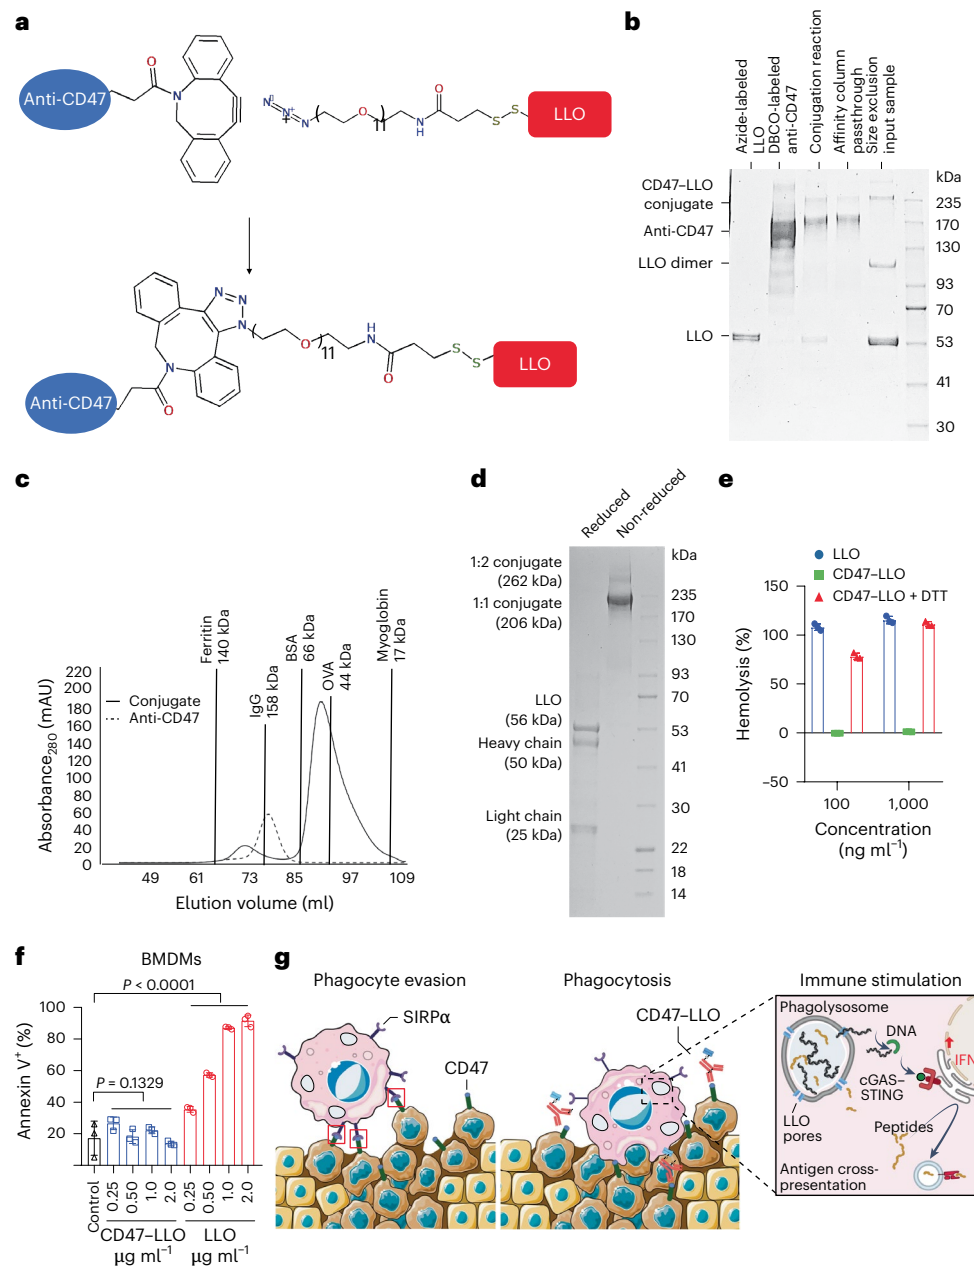 a
Anti-CD47
O
N
N
N⁺
N
O
11
N
H
O
S
S
LLO
N
N
N
O
11
H
N
O
S
S
LLO
N
O
Anti-CD47
b
Azide-labeled
LLO
DBCO-labeled
anti-CD47
Conjugation reaction
Affinity column
passthrough
Size exclusion
input sample
CD47–LLO
conjugate
Anti-CD47
LLO dimer
LLO
kDa
235
170
130
93
70
53
41
30
c
Absorbance280 (mAU)
220
200
180
160
140
120
100
80
60
40
20
0
Conjugate
Anti-CD47
Ferritin
140 kDa
IgG
158 kDa
BSA
66 kDa
OVA
44 kDa
Myoglobin
17 kDa
49
61
73
85
97
109
Elution volume (ml)
d
Reduced
Non-reduced
1:2 conjugate
(262 kDa)
1:1 conjugate
(206 kDa)
LLO
(56 kDa)
Heavy chain
(50 kDa)
Light chain
(25 kDa)
kDa
235
170
130
93
70
53
41
30
22
18
14
e
LLO
CD47–LLO
CD47–LLO + DTT
Hemolysis (%)
150
100
50
0
–50
100
1,000
Concentration
(ng ml⁻¹)
f
BMDMs
P < 0.0001
P = 0.1329
Annexin V⁺ (%)
100
80
60
40
20
Control
0.25
0.50
1.0
2.0
0.25
0.50
1.0
2.0
CD47–LLO
µg ml⁻¹
LLO
µg ml⁻¹
g
Phagocyte evasion
SIRPα
CD47
Phagocytosis
CD47–LLO
Immune stimulation
Phagolysosome
DNA
IFN
cGAS–
STING
LLO
pores
Peptides
Antigen cross-
presentation